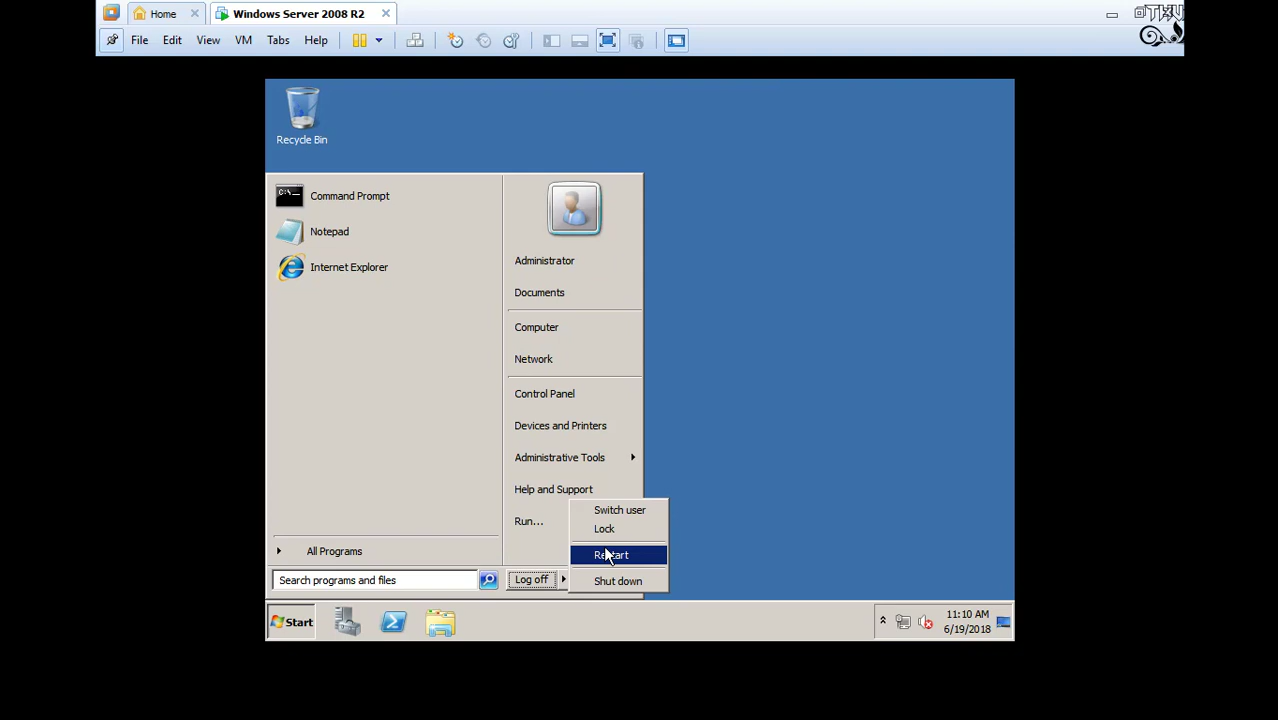 Home
Windows Server 2008 R2
File Edit View VM Tabs Help
Recycle Bin
Command Prompt
Notepad
Internet Explorer
Administrator
Documents
Computer
Network
Control Panel
Devices and Printers
Administrative Tools
Help and Support
Run...
Switch user
Lock
Restart
Shut down
All Programs
Search programs and files
Log off
Start
11:10 AM
6/19/2018